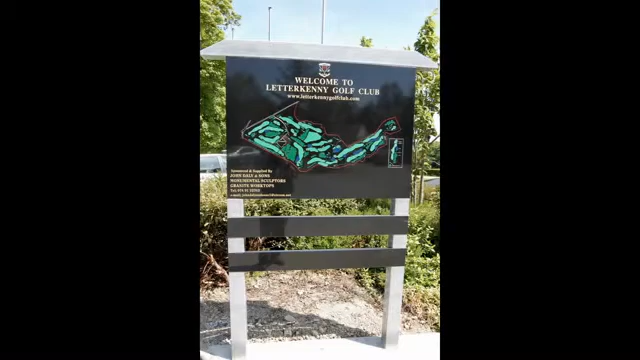 WELCOME TO
LETTERKENNY GOLF CLUB
www.letterkennygolfclub.com
Sponsored & Supplied By
JOHN DALY & SONS
MONUMENTAL SCULPTORS
GRANITE WORKTOPS